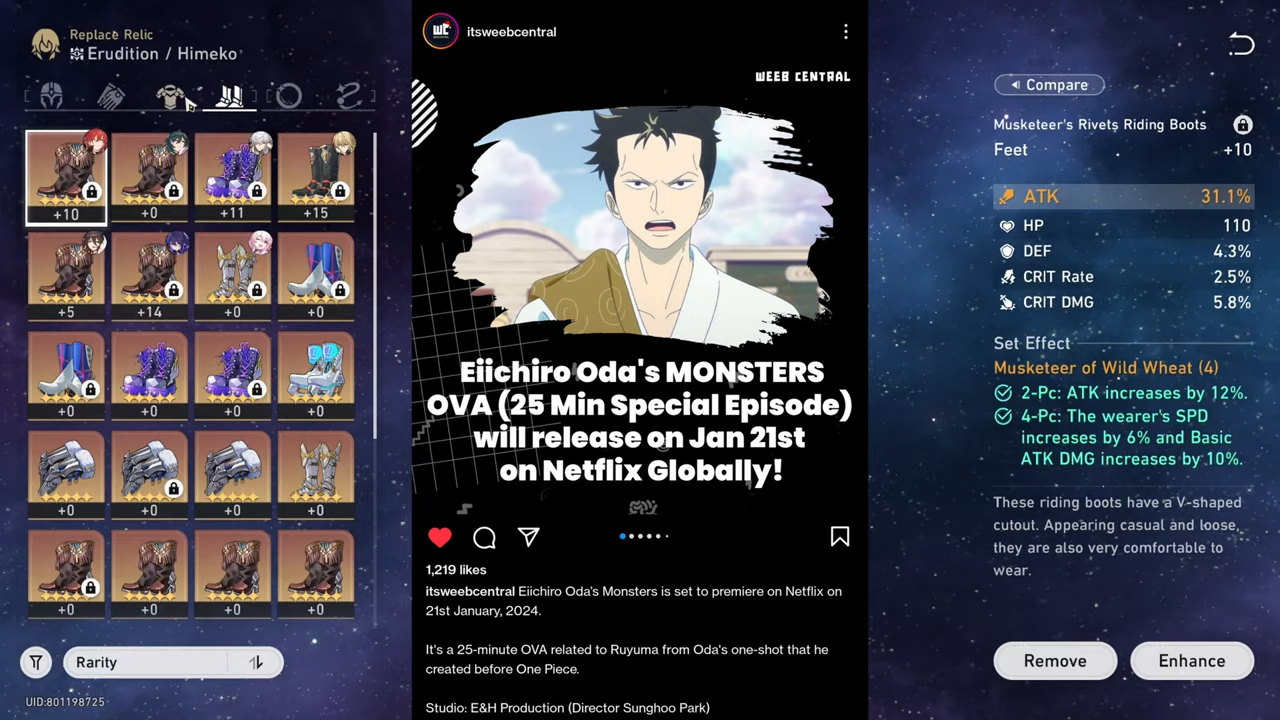 Replace Relic
Erudition / Himeko
+10
+0
+11
+15
+5
+14
+0
+0
+0
+0
+0
+0
+0
+0
+0
+0
+0
+0
+0
+0
Rarity
UID:801198725
itsweebcentral
WEEB CENTRAL
Eiichiro Oda's MONSTERS
OVA (25 Min Special Episode)
will release on Jan 21st
on Netflix Globally!
1,219 likes
itsweebcentral Eiichiro Oda's Monsters is set to premiere on Netflix on
21st January, 2024.
It's a 25-minute OVA related to Ruyuma from Oda's one-shot that he
created before One Piece.
Studio: E&H Production (Director Sunghoo Park)
Compare
Musketeer's Rivets Riding Boots
Feet +10
ATK 31.1%
HP 110
DEF 4.3%
CRIT Rate 2.5%
CRIT DMG 5.8%
Set Effect
Musketeer of Wild Wheat (4)
2-Pc: ATK increases by 12%.
4-Pc: The wearer's SPD
increases by 6% and Basic
ATK DMG increases by 10%.
These riding boots have a V-shaped
cutout. Appearing casual and loose,
they are also very comfortable to
wear.
Remove
Enhance